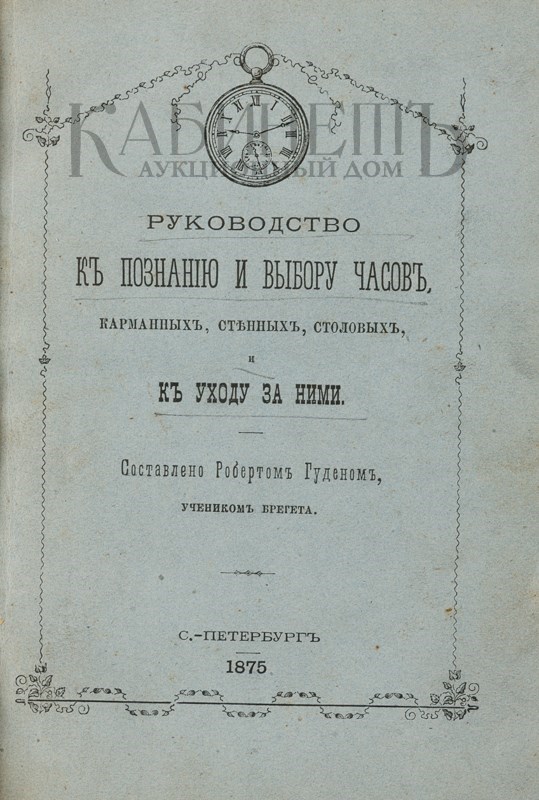 КАБИНЕТЪ
АУКЦИОННЫЙ ДОМ
РУКОВОДСТВО
КЪ ПОЗНАНІЮ И ВЫБОРУ ЧАСОВЪ,
КАРМАННЫХЪ, СТѢННЫХЪ, СТОЛОВЫХЪ,
И
КЪ УХОДУ ЗА НИМИ.
Составлено Робертомъ Гуденомъ,
УЧЕНИКОМЪ БРЕГЕТА.
С.-ПЕТЕРБУРГЪ
1875